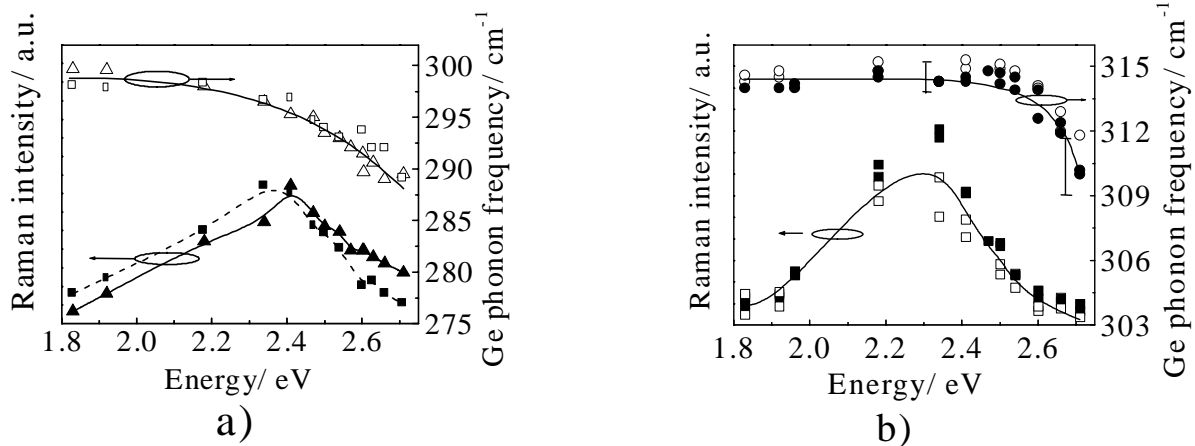 Raman intensity / a.u.
300
295
290
285
280
275
Ge phonon frequency / cm-1
1.8 2.0 2.2 2.4 2.6
Energy/ eV
a)
Raman intensity/ a.u.
315
312
309
306
303
Ge phonon frequency/ cm-1
1.8 2.0 2.2 2.4 2.6
Energy/ eV
b)